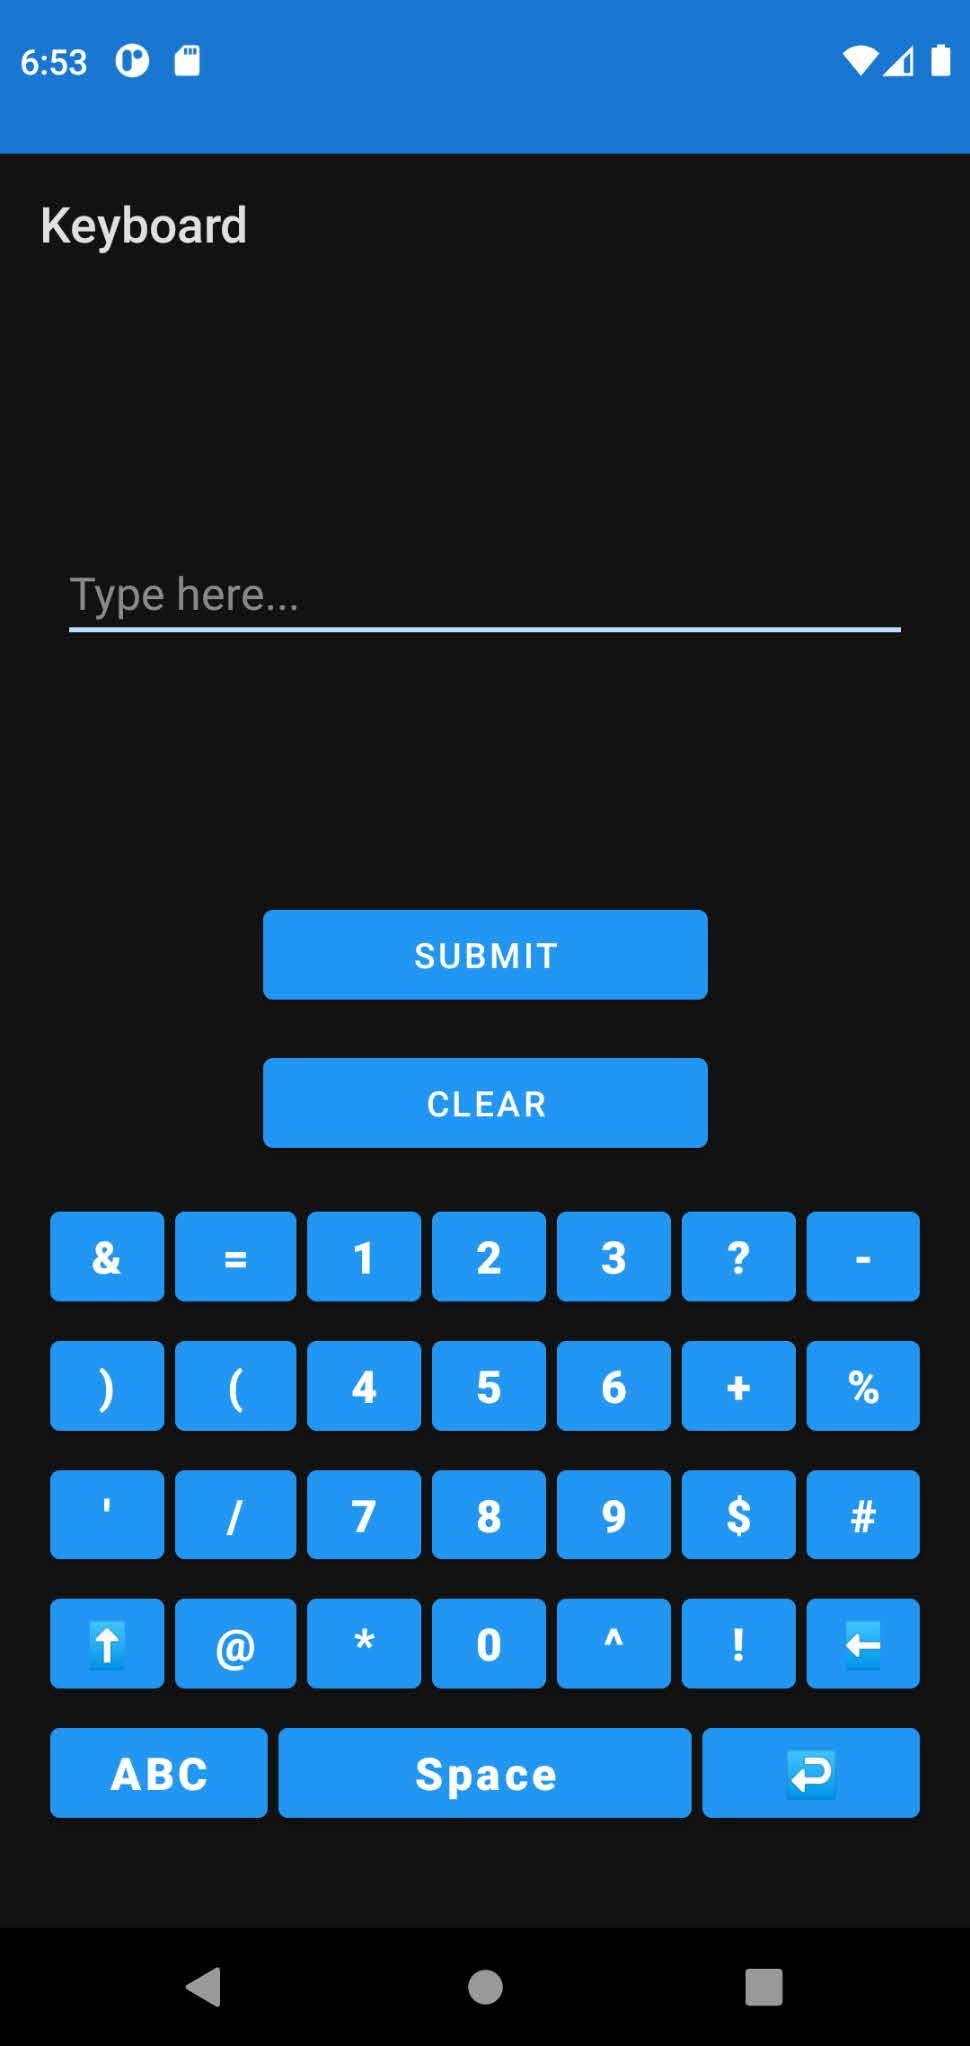 6:53
Keyboard
Type here...
SUBMIT
CLEAR
& = 1 2 3 ? -
) ( 4 5 6 + %
' / 7 8 9 $ #
⬆️ @ * 0 ^ ! ⬅️
ABC Space ↩️